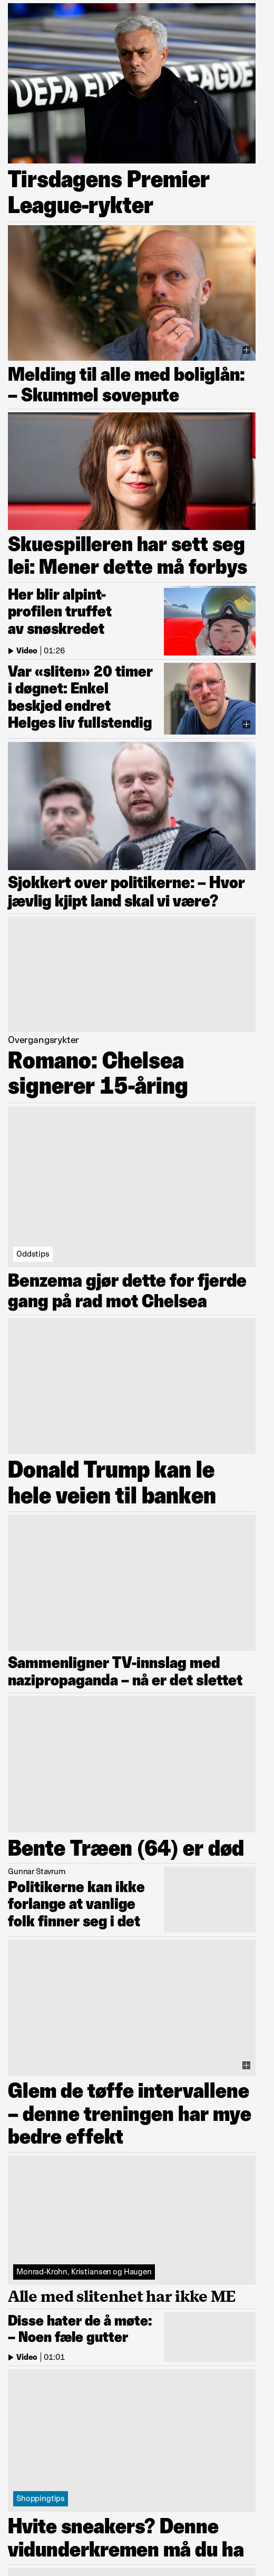 UEFA EUROPA LEAGUE
Tirsdagens Premier
League-rykter
Melding til alle med boliglån:
– Skummel sovepute
Skuespilleren har sett seg
lei: Mener dette må forbys
Her blir alpint-
profilen truffet
av snøskredet
Video | 01:26
Var «sliten» 20 timer
i døgnet: Enkel
beskjed endret
Helges liv fullstendig
Sjokkert over politikerne: – Hvor
jævlig kjipt land skal vi være?
Overgangsrykter
Romano: Chelsea
signerer 15-åring
Oddstips
Benzema gjør dette for fjerde
gang på rad mot Chelsea
Donald Trump kan le
hele veien til banken
Sammenligner TV-innslag med
nazipropaganda – nå er det slettet
Bente Træen (64) er død
Gunnar Stavrum
Politikerne kan ikke
forlange at vanlige
folk finner seg i det
Glem de tøffe intervallene
– denne treningen har mye
bedre effekt
Monrad-Krohn, Kristiansen og Haugen
Alle med slitenhet har ikke ME
Disse hater de å møte:
– Noen fæle gutter
Video | 01:01
Shoppingtips
Hvite sneakers? Denne
vidunderkremen må du ha